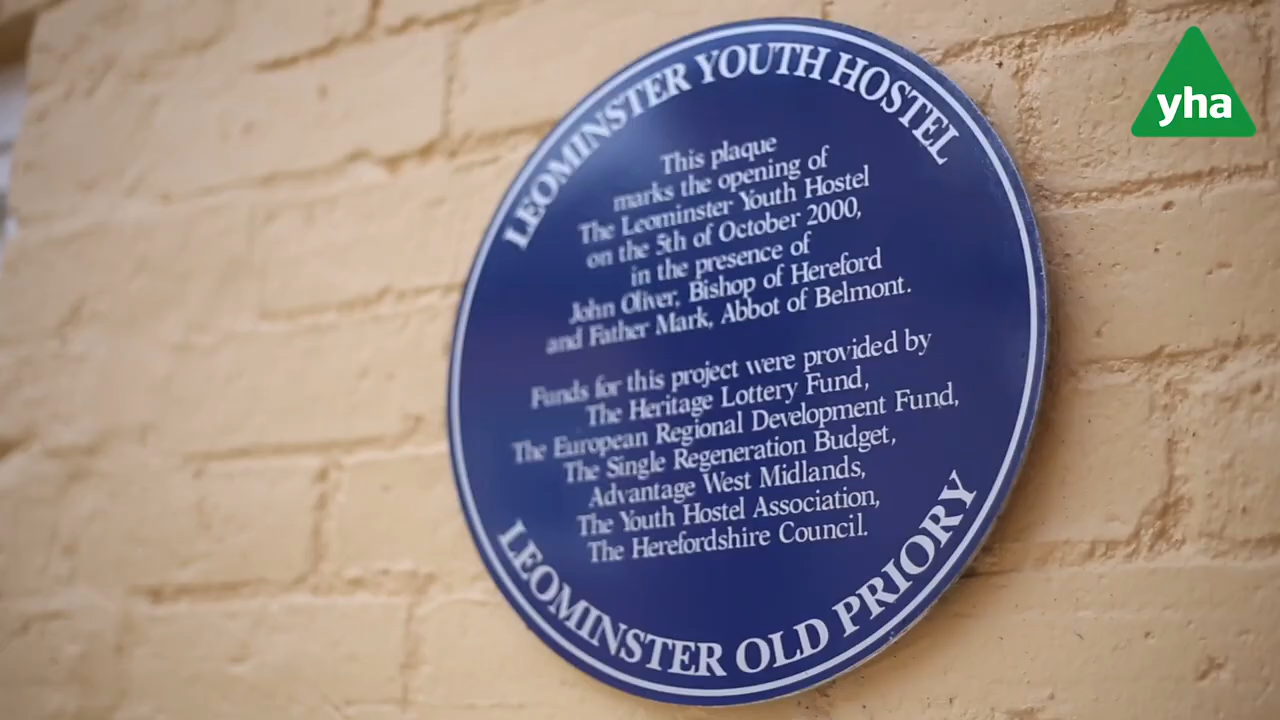 yha
LEOMINSTER YOUTH HOSTEL
This plaque
marks the opening of
The Leominster Youth Hostel
on the 5th of October 2000,
in the presence of
John Oliver, Bishop of Hereford
and Father Mark, Abbot of Belmont.
Funds for this project were provided by
The Heritage Lottery Fund,
The European Regional Development Fund,
The Single Regeneration Budget,
Advantage West Midlands,
The Youth Hostel Association,
The Herefordshire Council.
LEOMINSTER OLD PRIORY